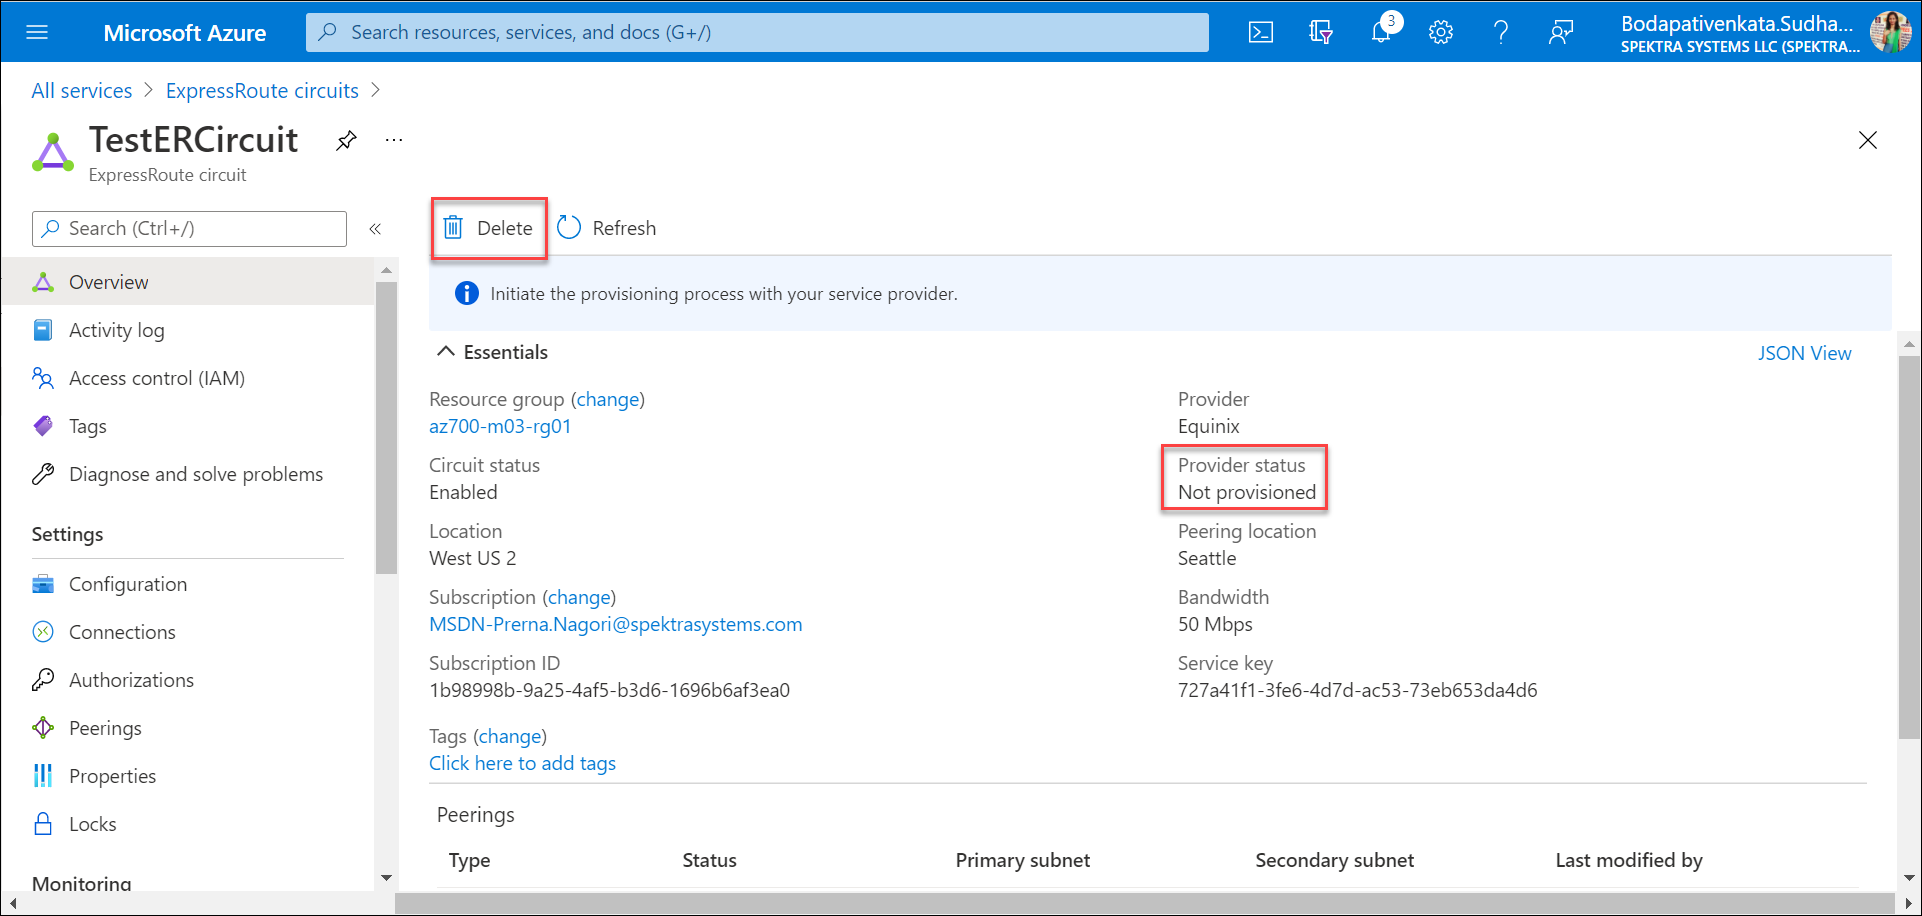 Microsoft Azure
Search resources, services, and docs (G+/)
3
Bodapativenkata.Sudha...
SPEKTRA SYSTEMS LLC (SPEKTRA...
All services > ExpressRoute circuits >
TestERCircuit
...
ExpressRoute circuit
Search (Ctrl+/)
«
Overview
Activity log
Access control (IAM)
Tags
Diagnose and solve problems
Settings
Configuration
Connections
Authorizations
Peerings
Properties
Locks
Monitoring
Delete
Refresh
Initiate the provisioning process with your service provider.
Essentials
JSON View
Resource group (change)
az700-m03-rg01
Circuit status
Enabled
Location
West US 2
Subscription (change)
MSDN-Prerna.Nagori@spektrasystems.com
Subscription ID
1b98998b-9a25-4af5-b3d6-1696b6af3ea0
Tags (change)
Click here to add tags
Provider
Equinix
Provider status
Not provisioned
Peering location
Seattle
Bandwidth
50 Mbps
Service key
727a41f1-3fe6-4d7d-ac53-73eb653da4d6
Peerings
Type Status Primary subnet Secondary subnet Last modified by